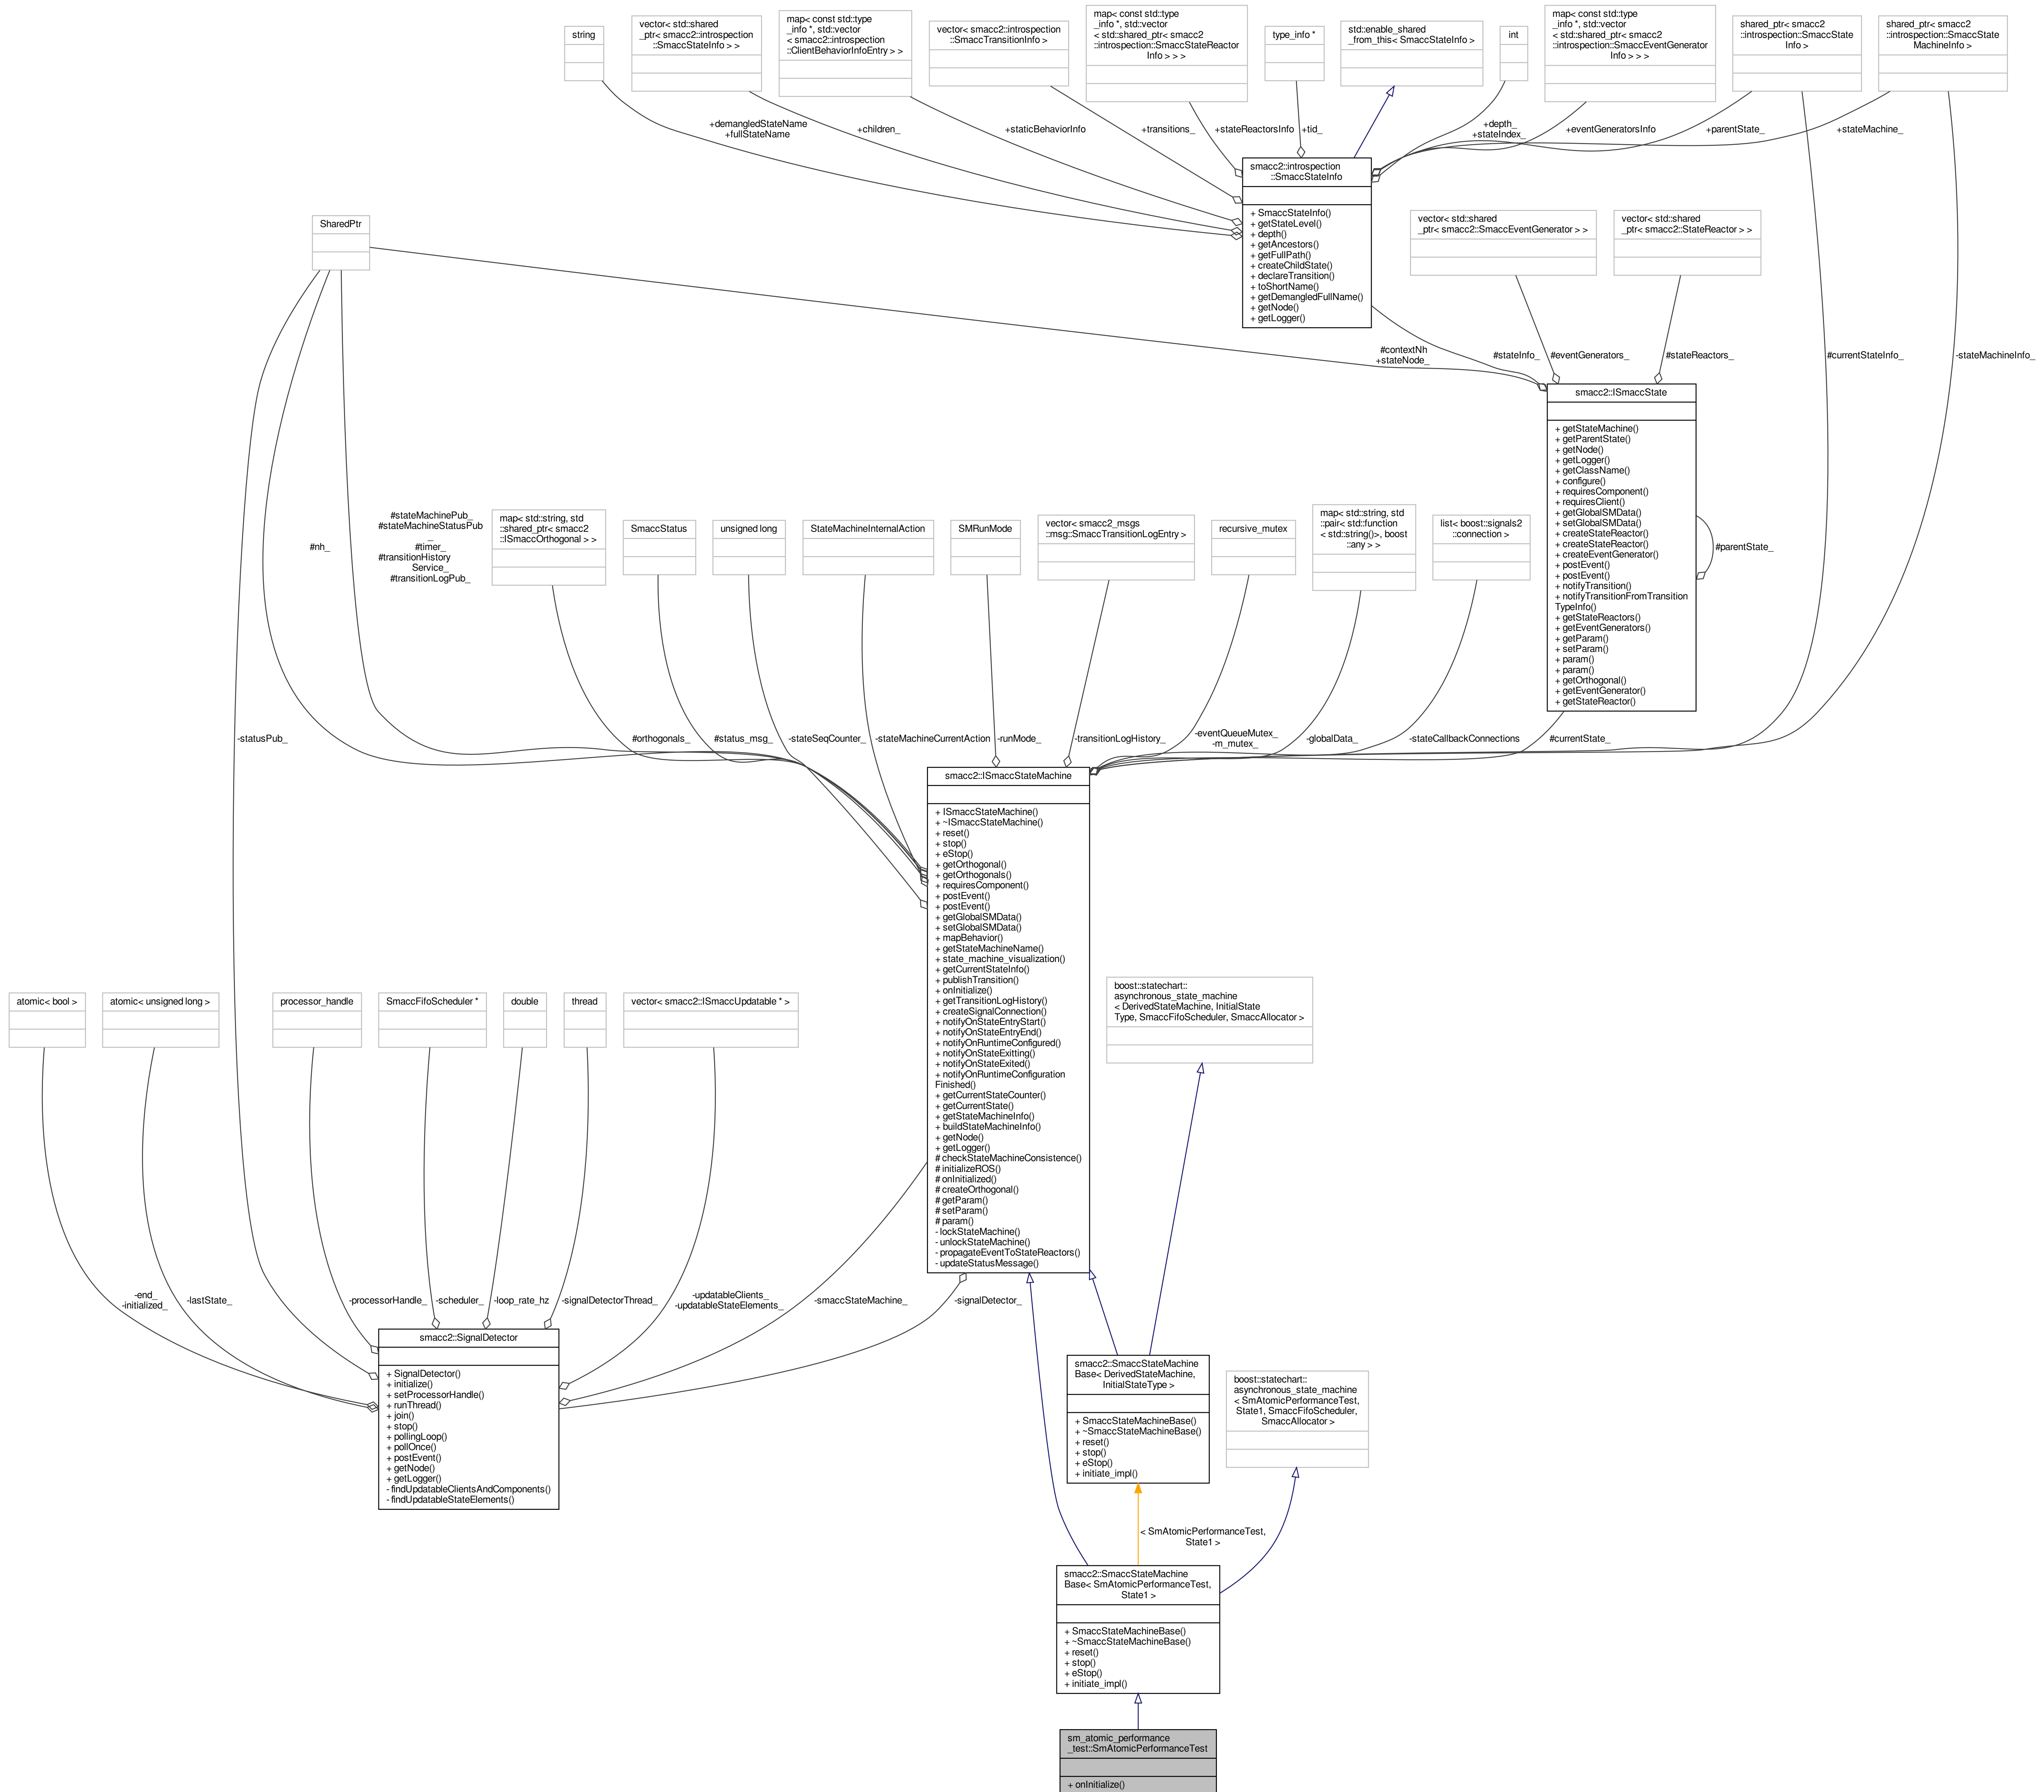 string
vector< std::shared
_ptr< smacc2::introspection
::SmaccStateInfo > >
map< const std::type
_info *, std::vector
< smacc2::introspection
::ClientBehaviorInfoEntry > >
vector< smacc2::introspection
::SmaccTransitionInfo >
map< const std::type
_info *, std::vector
< std::shared_ptr< smacc2
::introspection::SmaccStateReactor
Info > > >
type_info *
std::enable_shared
_from_this< SmaccStateInfo >
int
map< const std::type
_info *, std::vector
< std::shared_ptr< smacc2
::introspection::SmaccEventGenerator
Info > > >
shared_ptr< smacc2
::introspection::SmaccState
Info >
shared_ptr< smacc2
::introspection::SmaccState
MachineInfo >
+demangledStateName
+fullStateName
+children_
+staticBehaviorInfo
+transitions_
+stateReactorsInfo
+tid_
+depth_
+stateIndex_
+eventGeneratorsInfo
+parentState_
+stateMachine_
smacc2::introspection
::SmaccStateInfo
+ SmaccStateInfo()
+ getStateLevel()
+ depth()
+ getAncestors()
+ getFullPath()
+ createChildState()
+ declareTransition()
+ toShortName()
+ getDemangledFullName()
+ getNode()
+ getLogger()
SharedPtr
vector< std::shared
_ptr< smacc2::SmaccEventGenerator > >
vector< std::shared
_ptr< smacc2::StateReactor > >
#contextNh
+stateNode_
#stateInfo_
#eventGenerators_
#stateReactors_
#currentStateInfo_
-stateMachineInfo_
smacc2::ISmaccState
+ getStateMachine()
+ getParentState()
+ getNode()
+ getLogger()
+ getClassName()
+ configure()
+ requiresComponent()
+ requiresClient()
+ getGlobalSMData()
+ setGlobalSMData()
+ createStateReactor()
+ createStateReactor()
+ createEventGenerator()
+ postEvent()
+ postEvent()
+ notifyTransition()
+ notifyTransitionFromTransition
TypeInfo()
+ getStateReactors()
+ getEventGenerators()
+ getParam()
+ setParam()
+ param()
+ param()
+ getOrthogonal()
+ getEventGenerator()
+ getStateReactor()
#parentState_
#nh_
#stateMachinePub_
#stateMachineStatusPub
_
#timer_
#transitionHistory
Service_
#transitionLogPub_
map< std::string, std
::shared_ptr< smacc2
::ISmaccOrthogonal > >
SmaccStatus
unsigned long
StateMachineInternalAction
SMRunMode
vector< smacc2_msgs
::msg::SmaccTransitionLogEntry >
recursive_mutex
map< std::string, std
::pair< std::function
< std::string()>, boost
::any > >
list< boost::signals2
::connection >
-statusPub_
#orthogonals_
#status_msg_
-stateSeqCounter_
-stateMachineCurrentAction
-runMode_
-transitionLogHistory_
-eventQueueMutex_
-m_mutex_
-globalData_
-stateCallbackConnections
#currentState_
smacc2::ISmaccStateMachine
+ ISmaccStateMachine()
+ ~ISmaccStateMachine()
+ reset()
+ stop()
+ eStop()
+ getOrthogonal()
+ getOrthogonals()
+ requiresComponent()
+ postEvent()
+ postEvent()
+ getGlobalSMData()
+ setGlobalSMData()
+ mapBehavior()
+ getStateMachineName()
+ state_machine_visualization()
+ getCurrentStateInfo()
+ publishTransition()
+ onInitialize()
+ getTransitionLogHistory()
+ createSignalConnection()
+ notifyOnStateEntryStart()
+ notifyOnStateEntryEnd()
+ notifyOnRuntimeConfigured()
+ notifyOnStateExitting()
+ notifyOnStateExited()
+ notifyOnRuntimeConfiguration
Finished()
+ getCurrentStateCounter()
+ getCurrentState()
+ getStateMachineInfo()
+ buildStateMachineInfo()
+ getNode()
+ getLogger()
# checkStateMachineConsistence()
# initializeROS()
# onInitialized()
# createOrthogonal()
# getParam()
# setParam()
# param()
- lockStateMachine()
- unlockStateMachine()
- propagateEventToStateReactors()
- updateStatusMessage()
atomic< bool >
atomic< unsigned long >
processor_handle
SmaccFifoScheduler *
double
thread
vector< smacc2::ISmaccUpdatable * >
boost::statechart::
asynchronous_state_machine
< DerivedStateMachine, InitialState
Type, SmaccFifoScheduler, SmaccAllocator >
-end_
-initialized_
-lastState_
-processorHandle_
-scheduler_
-loop_rate_hz
-signalDetectorThread_
-updatableClients_
-updatableStateElements_
-smaccStateMachine_
-signalDetector_
smacc2::SignalDetector
+ SignalDetector()
+ initialize()
+ setProcessorHandle()
+ runThread()
+ join()
+ stop()
+ pollingLoop()
+ pollOnce()
+ postEvent()
+ getNode()
+ getLogger()
- findUpdatableClientsAndComponents()
- findUpdatableStateElements()
smacc2::SmaccStateMachine
Base< DerivedStateMachine,
InitialStateType >
+ SmaccStateMachineBase()
+ ~SmaccStateMachineBase()
+ reset()
+ stop()
+ eStop()
+ initiate_impl()
boost::statechart::
asynchronous_state_machine
< SmAtomicPerformanceTest,
State1, SmaccFifoScheduler,
SmaccAllocator >
< SmAtomicPerformanceTest,
State1 >
smacc2::SmaccStateMachine
Base< SmAtomicPerformanceTest,
State1 >
+ SmaccStateMachineBase()
+ ~SmaccStateMachineBase()
+ reset()
+ stop()
+ eStop()
+ initiate_impl()
sm_atomic_performance
_test::SmAtomicPerformanceTest
+ onInitialize()